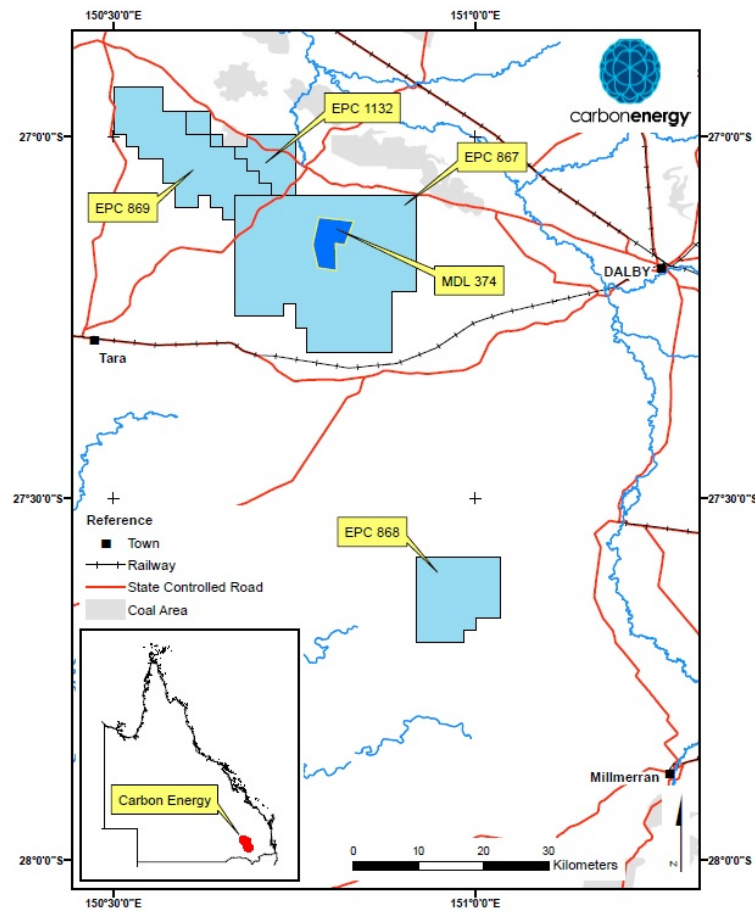 150°30'0"E
151°0'0"E
carbonenergy
27°0'0"S
27°0'0"S
EPC 1132
EPC 867
EPC 869
MDL 374
DALBY
Tara
27°30'0"S
27°30'0"S
EPC 868
Reference
Town
Railway
State Controlled Road
Coal Area
Carbon Energy
Millmerran
0
10
20
30
Kilometers
N
28°0'0"S
28°0'0"S
150°30'0"E
151°0'0"E